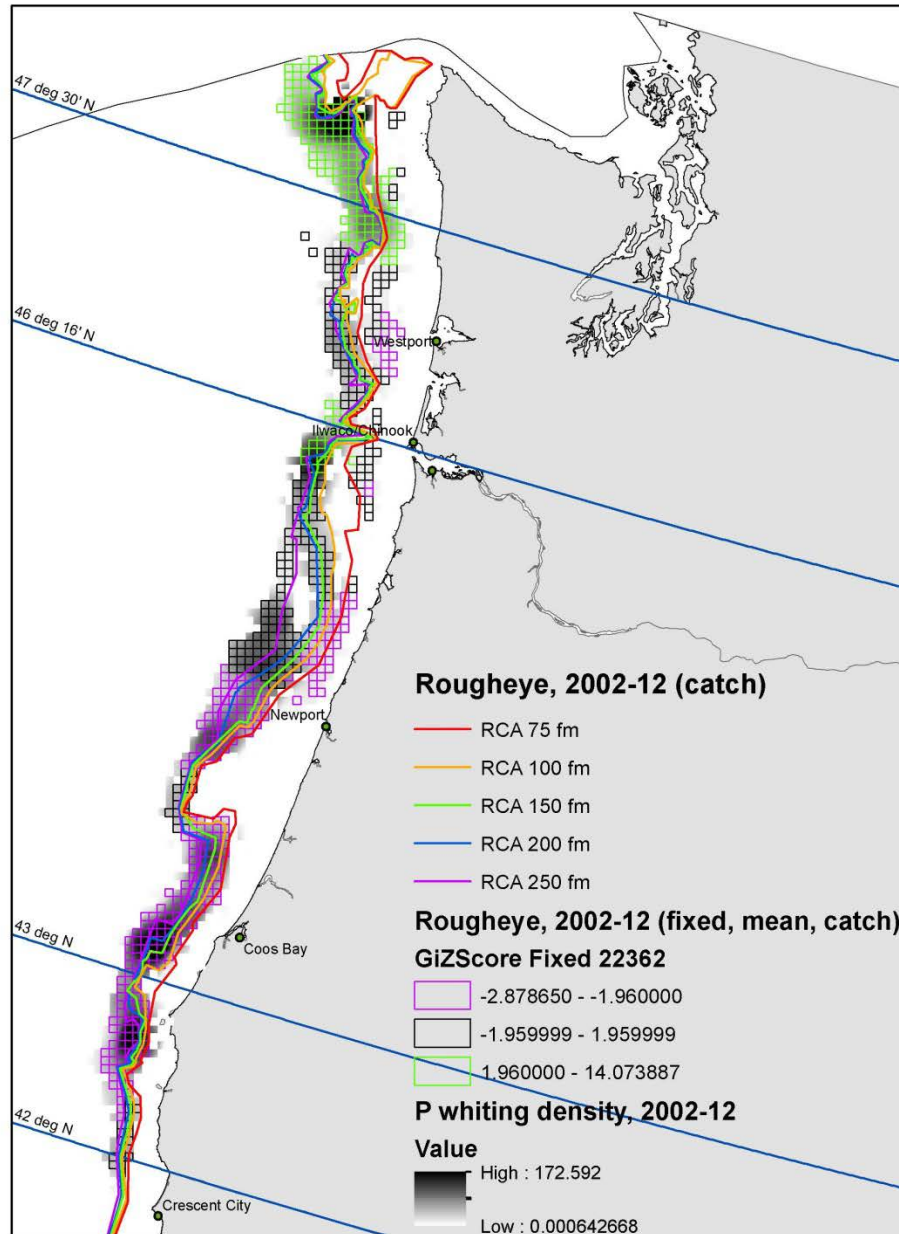 47 deg 30' N
46 deg 16' N
Westport
Ilwaco/Chinook
Rougheye, 2002-12 (catch)
RCA 75 fm
RCA 100 fm
RCA 150 fm
RCA 200 fm
RCA 250 fm
Newport
Rougheye, 2002-12 (fixed, mean, catch)
GiZScore Fixed 22362
-2.878650 - -1.960000
-1.959999 - 1.959999
1.960000 - 14.073887
P whiting density, 2002-12
Value
High : 172.592
Low : 0.000642668
43 deg N
Coos Bay
42 deg N
Crescent City